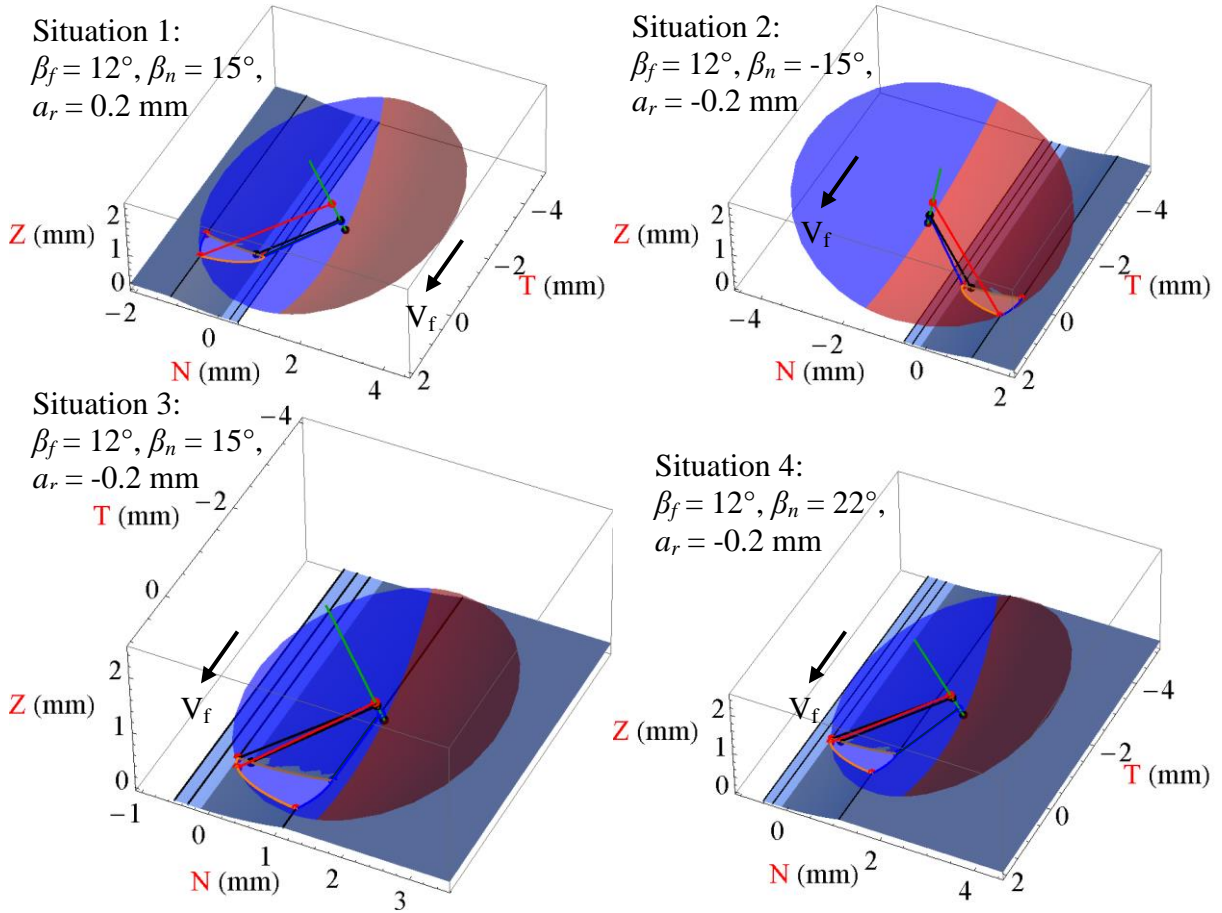 Situation 1:
βf = 12°, βn = 15°,
ar = 0.2 mm
Z (mm)
2
1
0
−2
0
2
4
N (mm)
−4
−2
0
2
T (mm)
Vf
Situation 2:
βf = 12°, βn = -15°,
ar = -0.2 mm
Z (mm)
2
1
0
−4
−2
0
2
N (mm)
−4
−2
0
2
T (mm)
Vf
Situation 3:
βf = 12°, βn = 15°,
ar = -0.2 mm
−4
−2
0
T (mm)
Z (mm)
2
1
0
−1
0
1
2
3
N (mm)
Vf
Situation 4:
βf = 12°, βn = 22°,
ar = -0.2 mm
Z (mm)
2
1
0
0
2
4
N (mm)
−4
−2
0
2
T (mm)
Vf